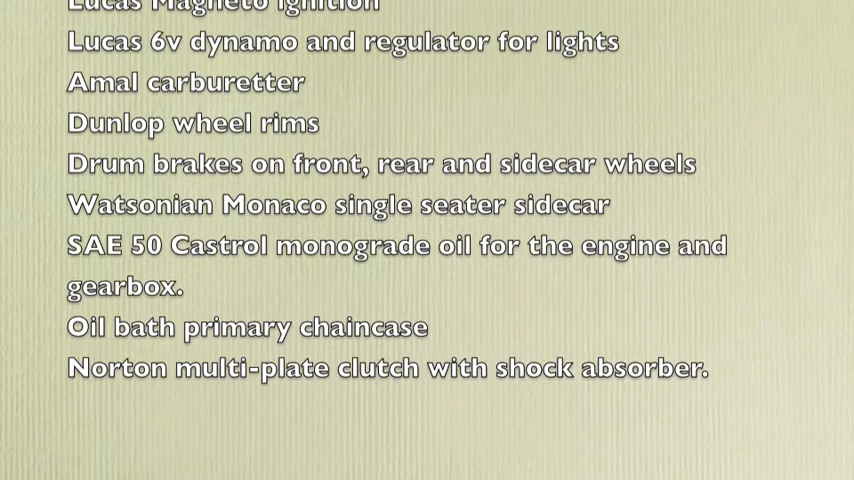 Lucas Magneto ignition
Lucas 6v dynamo and regulator for lights
Amal carburetter
Dunlop wheel rims
Drum brakes on front, rear and sidecar wheels
Watsonian Monaco single seater sidecar
SAE 50 Castrol monograde oil for the engine and
gearbox.
Oil bath primary chaincase
Norton multi-plate clutch with shock absorber.